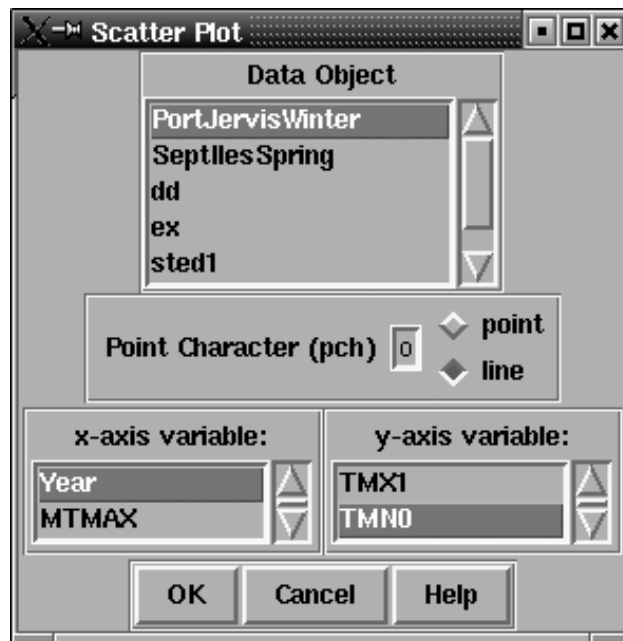 Scatter Plot
Data Object
PortJervisWinter
SeptIlesSpring
dd
ex
sted1
Point Character (pch) o point
line
x-axis variable: y-axis variable:
Year TMX1
MTMAX TMN0
OK Cancel Help